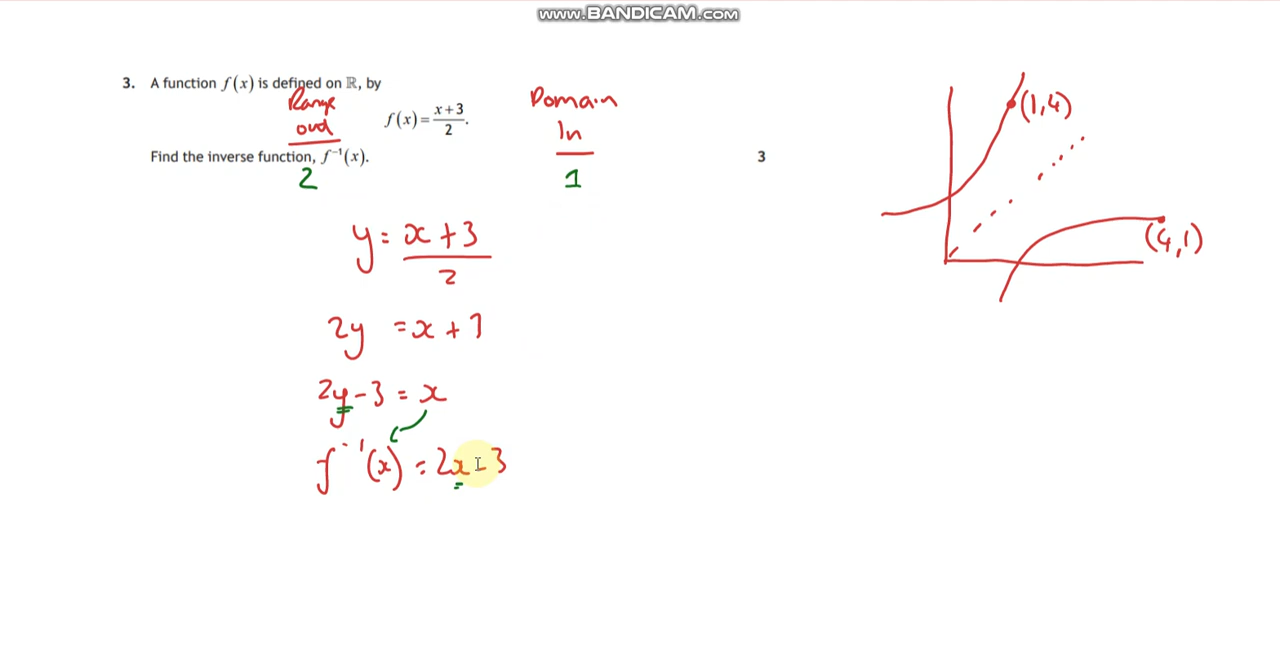 www.BANDICAM.com
3. A function f(x) is defined on ℝ, by
Range
out
f(x)=(x+3)/2.
Domain
In
Find the inverse function, f⁻¹(x).
3
2
1
(1,4)
(4,1)
y = (x+3)/2
2y = x + 7
2y - 3 = x
f⁻¹(x) = 2x - 3